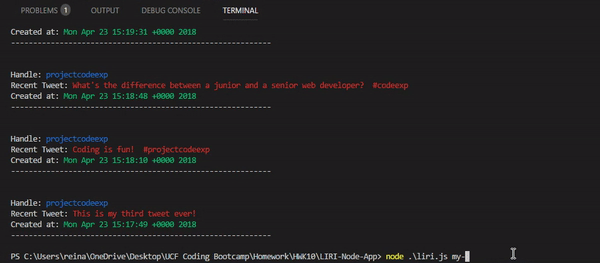 PROBLEMS 1 OUTPUT DEBUG CONSOLE TERMINAL
Created at: Mon Apr 23 15:19:31 +0000 2018
------------------------------------------------------------
Handle: projectcodeexp
Recent Tweet: What's the difference between a junior and a senior web developer?  #codeexp
Created at: Mon Apr 23 15:18:48 +0000 2018
------------------------------------------------------------
Handle: projectcodeexp
Recent Tweet: Coding is fun!  #projectcodeexp
Created at: Mon Apr 23 15:18:10 +0000 2018
------------------------------------------------------------
Handle: projectcodeexp
Recent Tweet: This is my third tweet ever!
Created at: Mon Apr 23 15:17:49 +0000 2018
------------------------------------------------------------
PS C:\Users\reina\OneDrive\Desktop\UCF Coding Bootcamp\Homework\HWK10\LIRI-Node-App> node .\liri.js my-